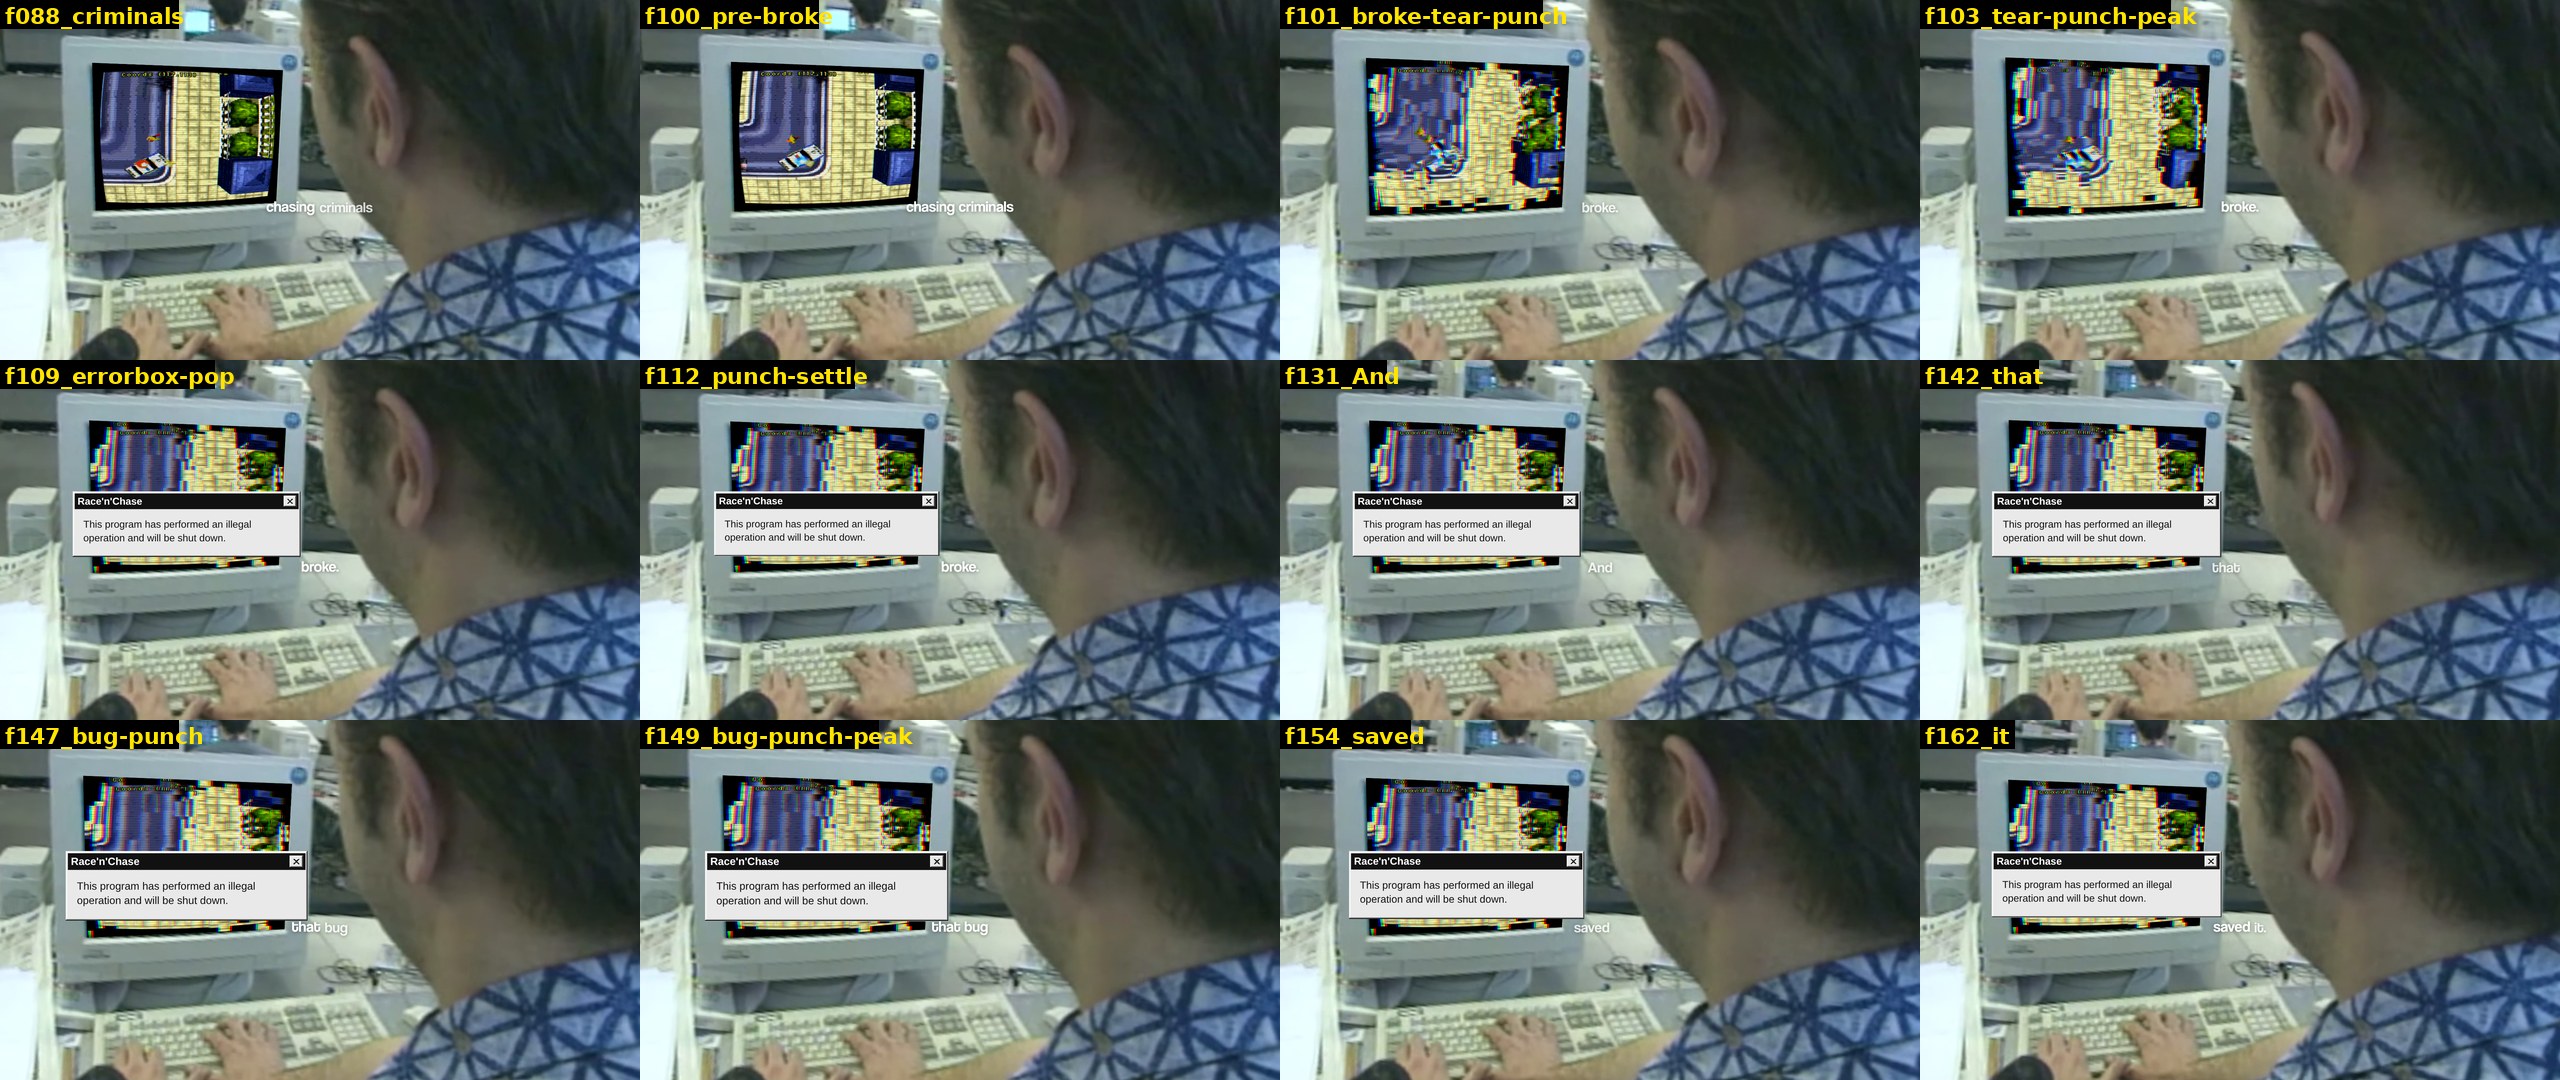 f088_criminals
chasing criminals
f100_pre-broke
chasing criminals
f101_broke-tear-punch
broke.
f103_tear-punch-peak
broke.
f109_errorbox-pop
Race'n'Chase
This program has performed an illegal
operation and will be shut down.
broke.
f112_punch-settle
Race'n'Chase
This program has performed an illegal
operation and will be shut down.
broke.
f131_And
Race'n'Chase
This program has performed an illegal
operation and will be shut down.
And
f142_that
Race'n'Chase
This program has performed an illegal
operation and will be shut down.
that
f147_bug-punch
Race'n'Chase
This program has performed an illegal
operation and will be shut down.
that bug
f149_bug-punch-peak
Race'n'Chase
This program has performed an illegal
operation and will be shut down.
that bug
f154_saved
Race'n'Chase
This program has performed an illegal
operation and will be shut down.
saved
f162_it
Race'n'Chase
This program has performed an illegal
operation and will be shut down.
saved it.